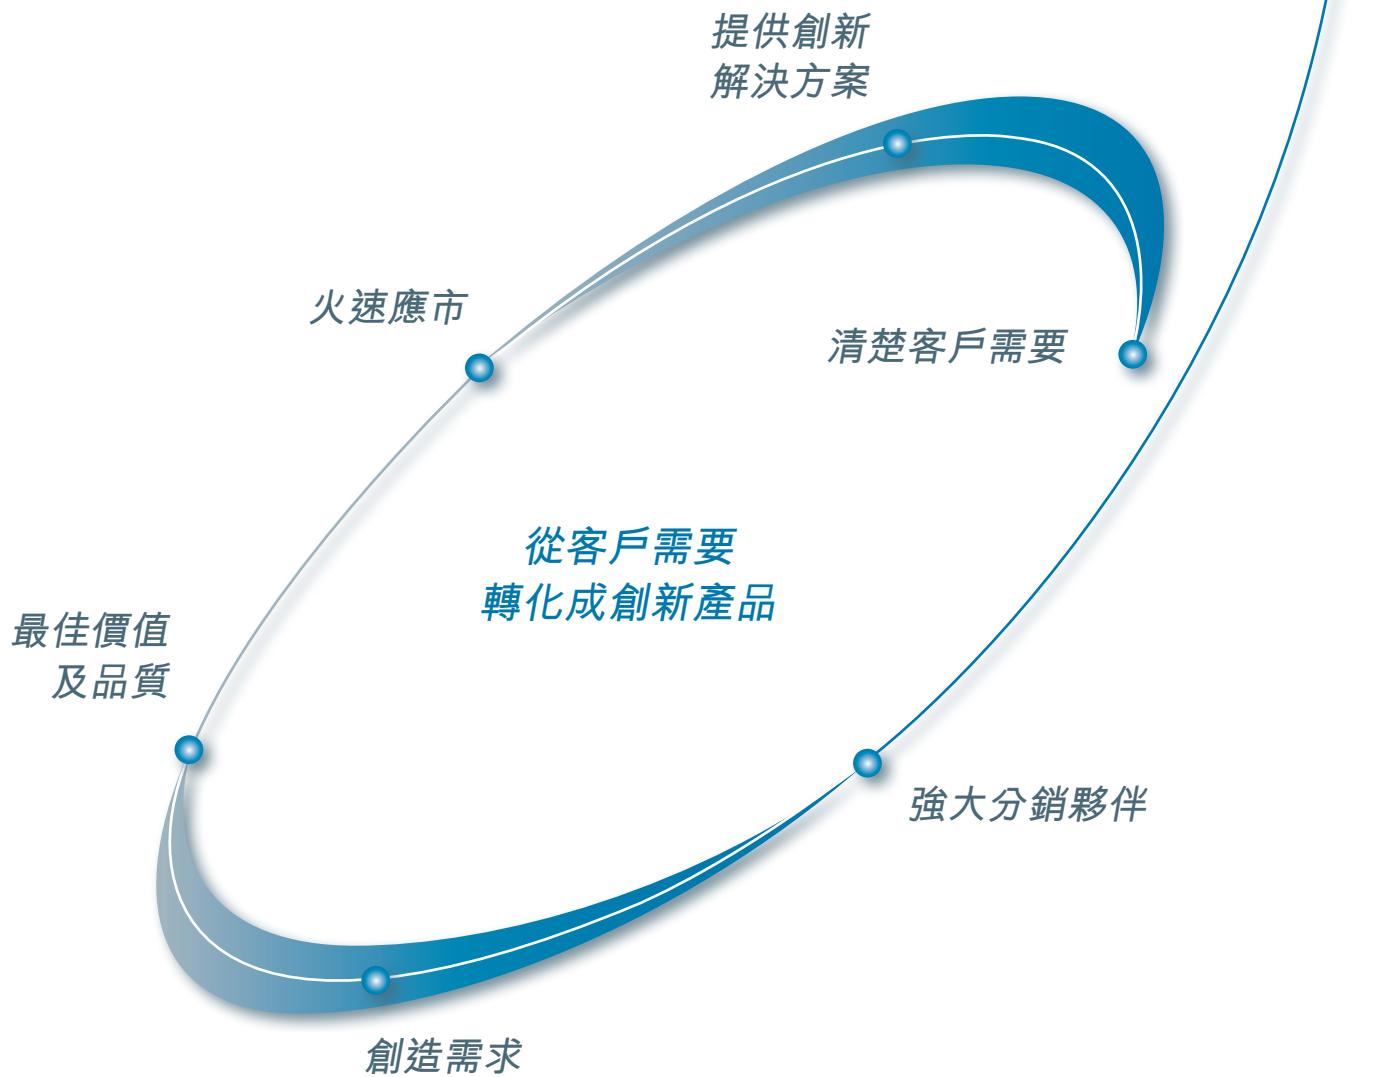 提供創新
解決方案
火速應市
清楚客戶需要
從客戶需要
轉化成創新產品
最佳價值
及品質
強大分銷夥伴
創造需求